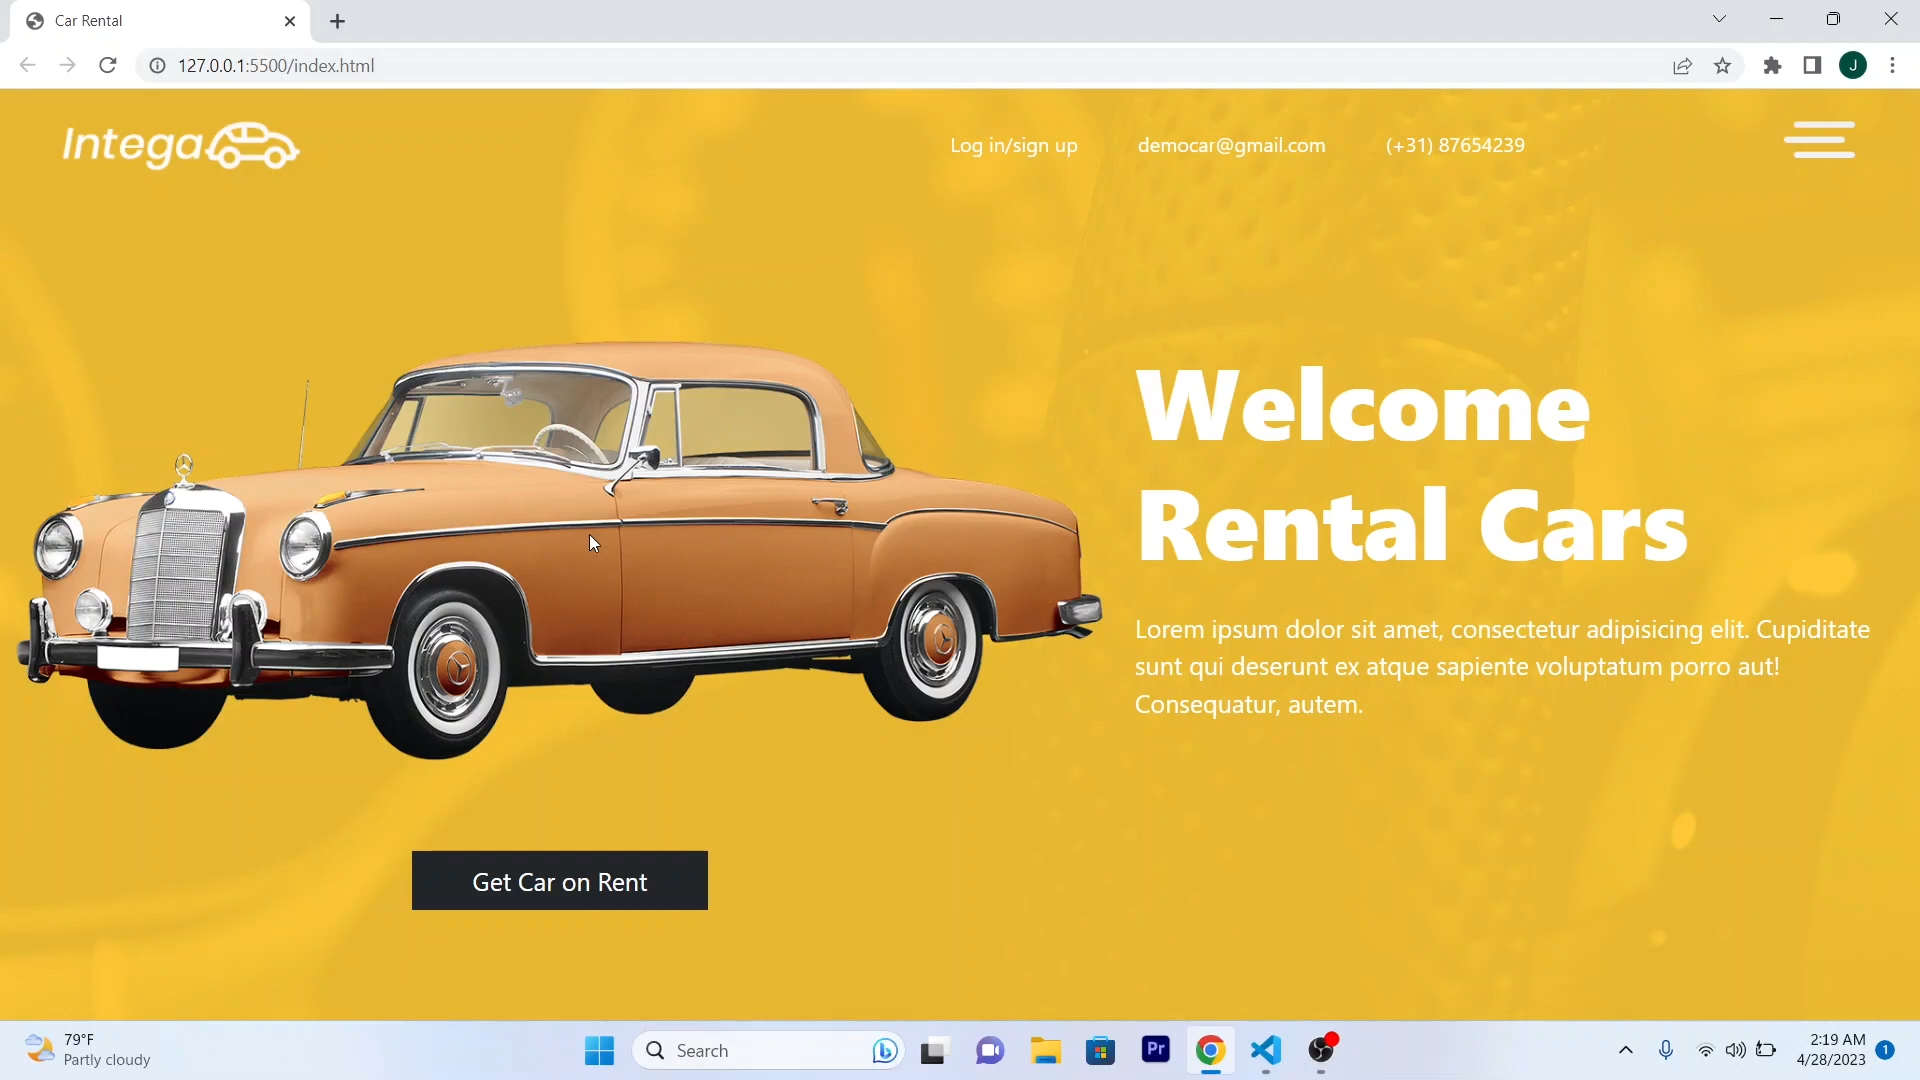 Car Rental
127.0.0.1:5500/index.html
J
Intega
Log in/sign up
democar@gmail.com
(+31) 87654239
Welcome
Rental Cars
Lorem ipsum dolor sit amet, consectetur adipisicing elit. Cupiditate
sunt qui deserunt ex atque sapiente voluptatum porro aut!
Consequatur, autem.
Get Car on Rent
79°F
Partly cloudy
Search
Pr
2:19 AM
4/28/2023
1